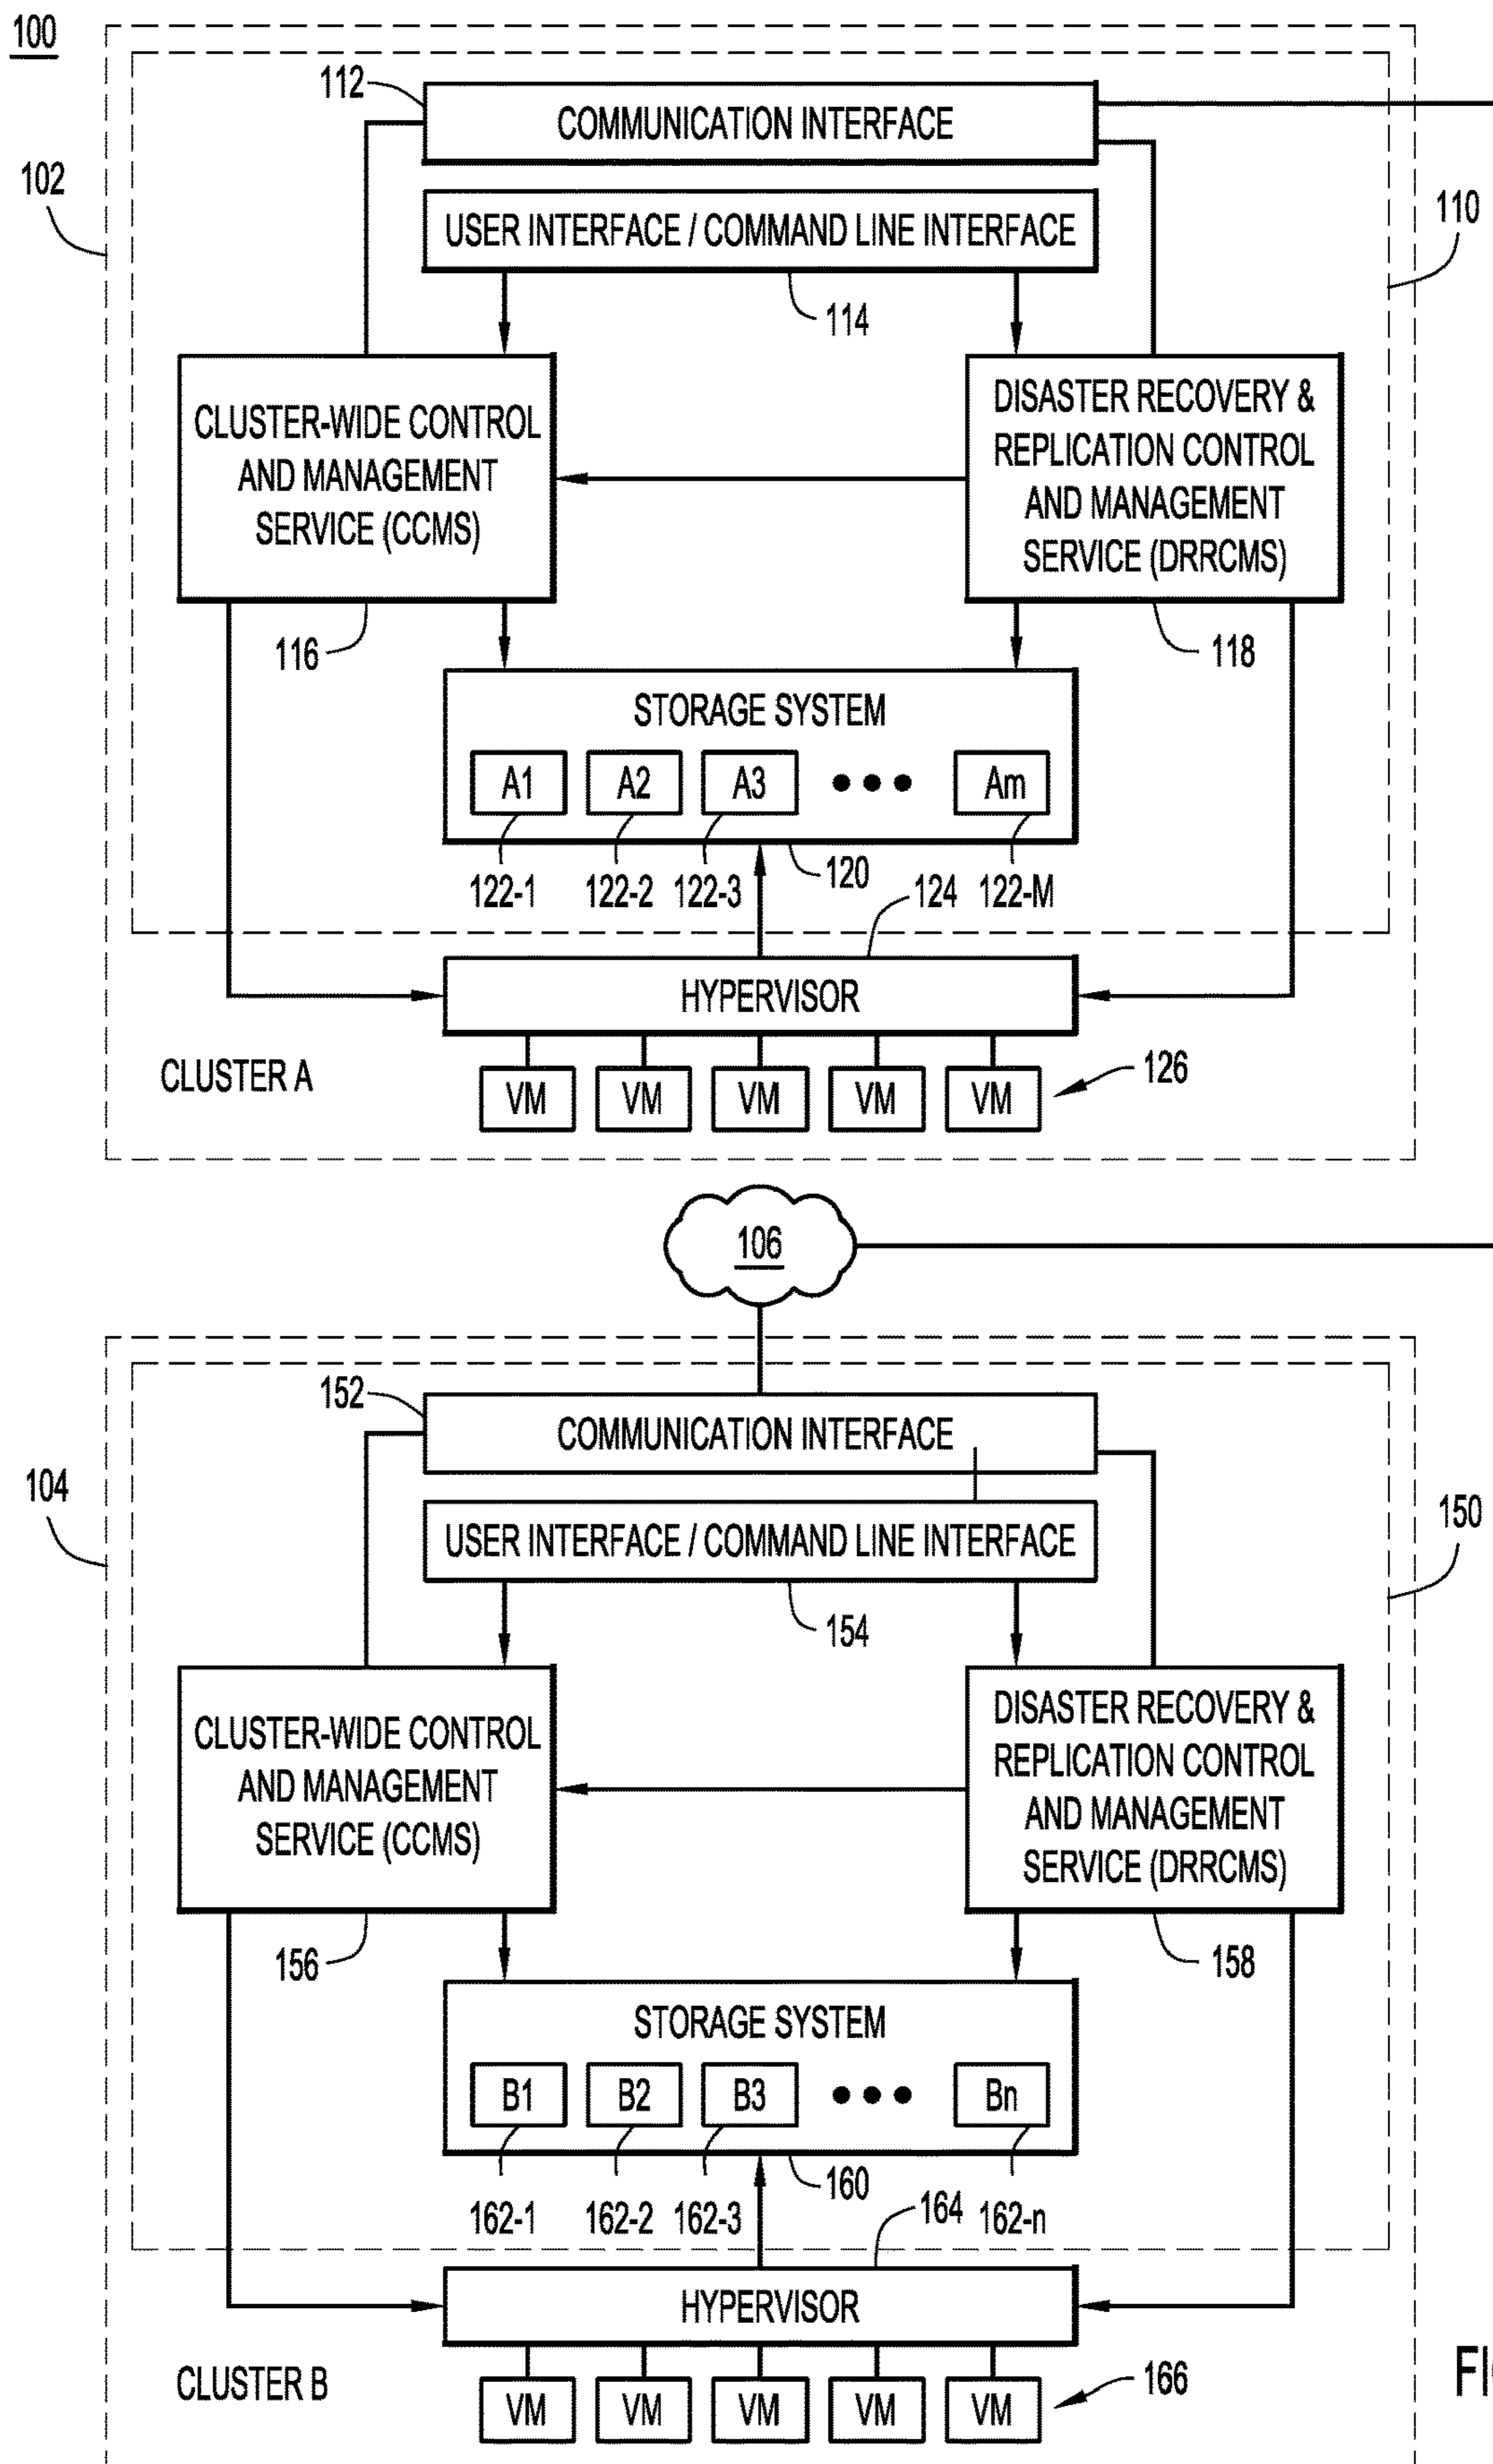 100
112
COMMUNICATION INTERFACE
102
110
USER INTERFACE / COMMAND LINE INTERFACE
114
CLUSTER-WIDE CONTROL
AND MANAGEMENT
SERVICE (CCMS)
DISASTER RECOVERY &
REPLICATION CONTROL
AND MANAGEMENT
SERVICE (DRRCMS)
116
118
STORAGE SYSTEM
A1 A2 A3 ••• Am
122-1 122-2 122-3 120 124 122-M
HYPERVISOR
CLUSTER A
VM VM VM VM VM
126
106
152
COMMUNICATION INTERFACE
104
150
USER INTERFACE / COMMAND LINE INTERFACE
154
CLUSTER-WIDE CONTROL
AND MANAGEMENT
SERVICE (CCMS)
DISASTER RECOVERY &
REPLICATION CONTROL
AND MANAGEMENT
SERVICE (DRRCMS)
156
158
STORAGE SYSTEM
B1 B2 B3 ••• Bn
162-1 162-2 162-3 160 164 162-n
HYPERVISOR
CLUSTER B
VM VM VM VM VM
166